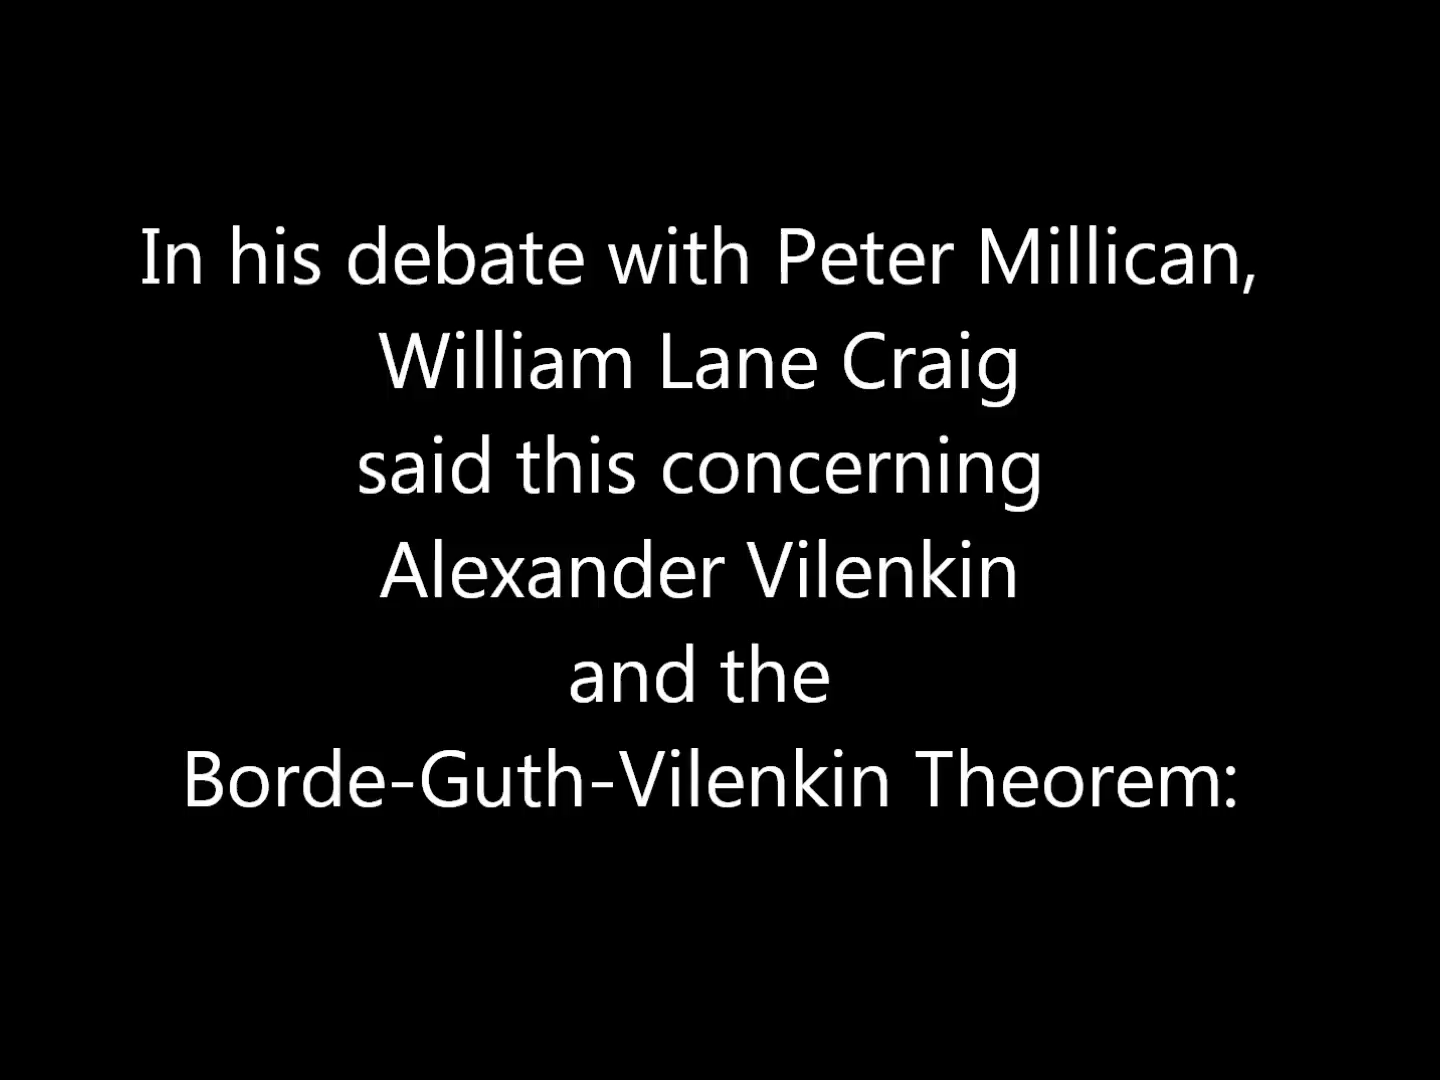 In his debate with Peter Millican,
William Lane Craig
said this concerning
Alexander Vilenkin
and the
Borde-Guth-Vilenkin Theorem: